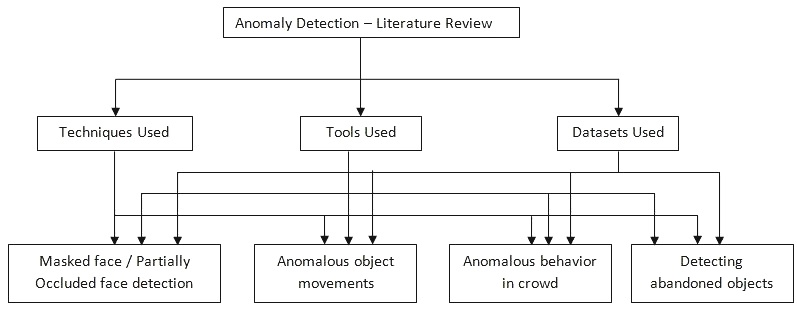 Anomaly Detection – Literature Review
Techniques Used
Tools Used
Datasets Used
Masked face / Partially
Occluded face detection
Anomalous object
movements
Anomalous behavior
in crowd
Detecting
abandoned objects